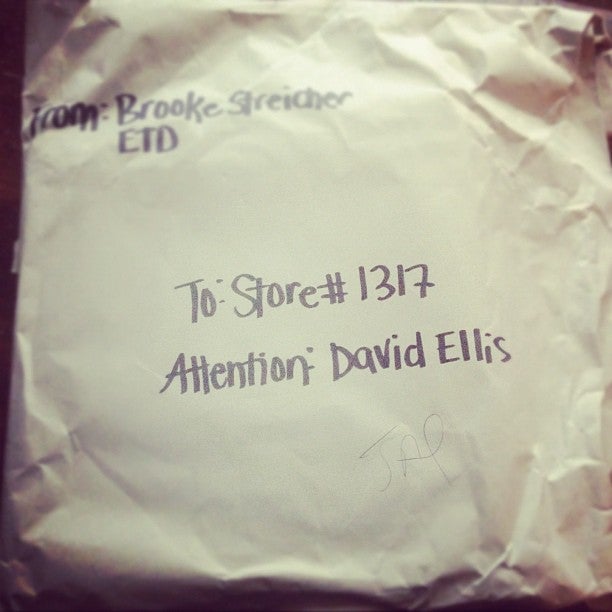 From: Brooke Streicher
ETD
To: Store# 1317
Attention: David Ellis